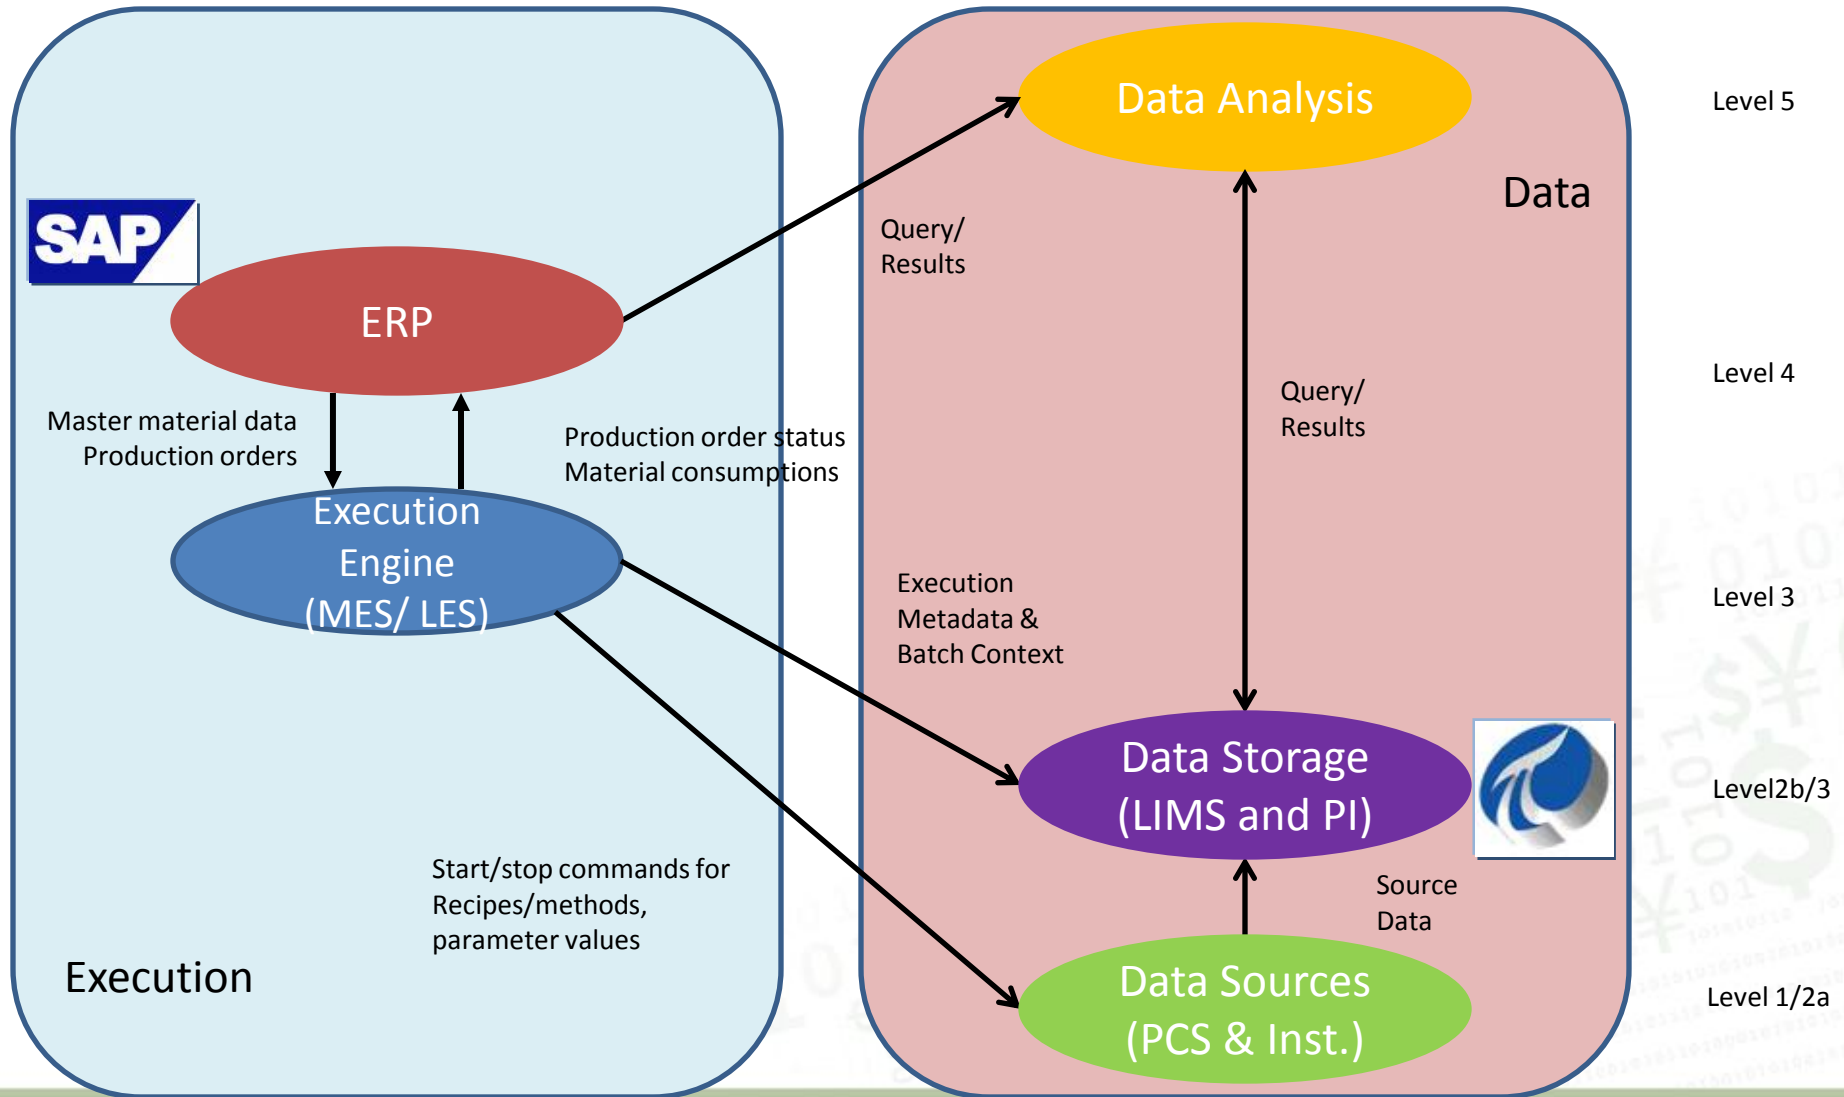 Data Analysis
Level 5
Data
SAP
Query/
Results
ERP
Level 4
Query/
Results
Master material data
Production orders
Production order status
Material consumptions
Execution
Engine
(MES/ LES)
Execution
Metadata &
Batch Context
Level 3
Data Storage
(LIMS and PI)
Level2b/3
Start/stop commands for
Recipes/methods,
parameter values
Source
Data
Execution
Data Sources
(PCS & Inst.)
Level 1/2a